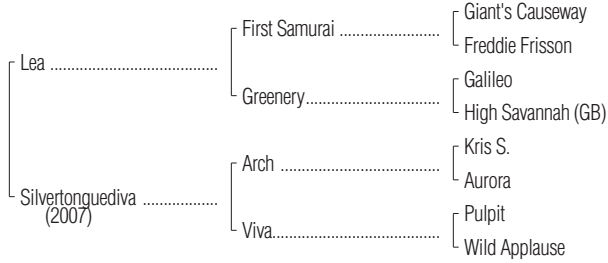 Giant's Causeway
First Samurai ........................
Freddie Frisson
Lea ........................................
Galileo
Greenery................................
High Savannah (GB)
Kris S.
Arch ......................................
Aurora
Silvertonguediva ..................
(2007)
Pulpit
Viva........................................
Wild Applause